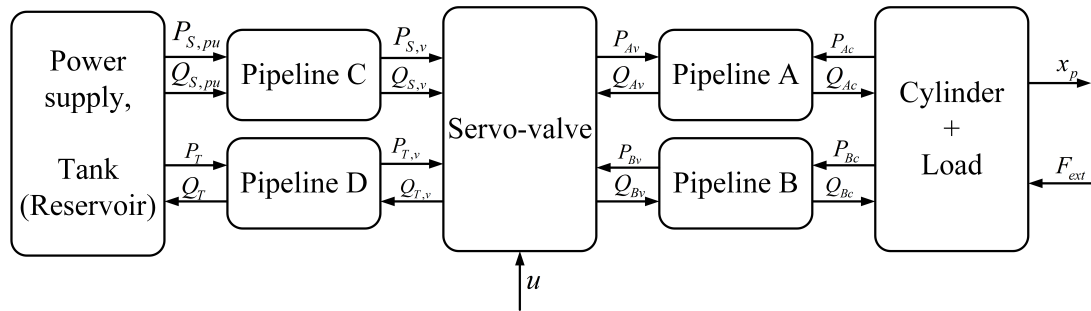 Power
supply,
Tank
(Reservoir)
P_{S,pu}
Q_{S,pu}
P_T
Q_T
Pipeline C
Pipeline D
P_{S,v}
Q_{S,v}
P_{T,v}
Q_{T,v}
Servo-valve
u
P_{Av}
Q_{Av}
P_{Bv}
Q_{Bv}
Pipeline A
Pipeline B
P_{Ac}
Q_{Ac}
P_{Bc}
Q_{Bc}
Cylinder
+
Load
x_p
F_{ext}